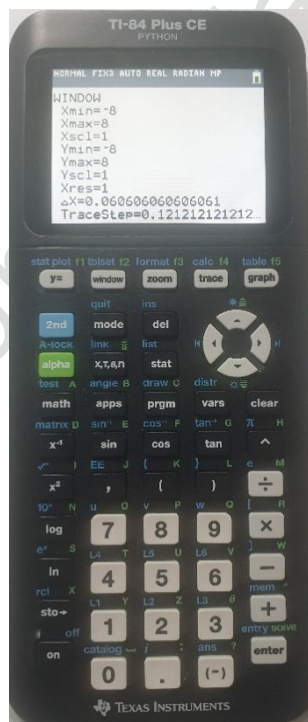 TI-84 Plus CE
PYTHON
NORMAL FIX3 AUTO REAL RADIAN MP
WINDOW
Xmin=-8
Xmax=8
Xscl=1
Ymin=-8
Ymax=8
Yscl=1
Xres=1
△X=0.060606060606061
TraceStep=0.121212121212...
stat plot f1 tblset f2 format f3 calc f4 table f5
y= window zoom trace graph
quit ins
2nd mode del
A-lock link list
alpha X,T,θ,n stat
test A angle B draw C distr
math apps prgm vars clear
matrix D sin⁻¹ E cos⁻¹ F tan⁻¹ G π H
x⁻¹ sin cos tan ^
√ I EE J { K } L e M
x² , ( ) ÷
10ˣ N u O v P w Q [ R
log 7 8 9 ×
eˣ S L4 T L5 U L6 V ] W
ln 4 5 6 −
rcl X L1 Y L2 Z L3 θ mem "
sto→ 1 2 3 +
off catalog i : ans ? entry solve
on 0 . (-) enter
TEXAS INSTRUMENTS